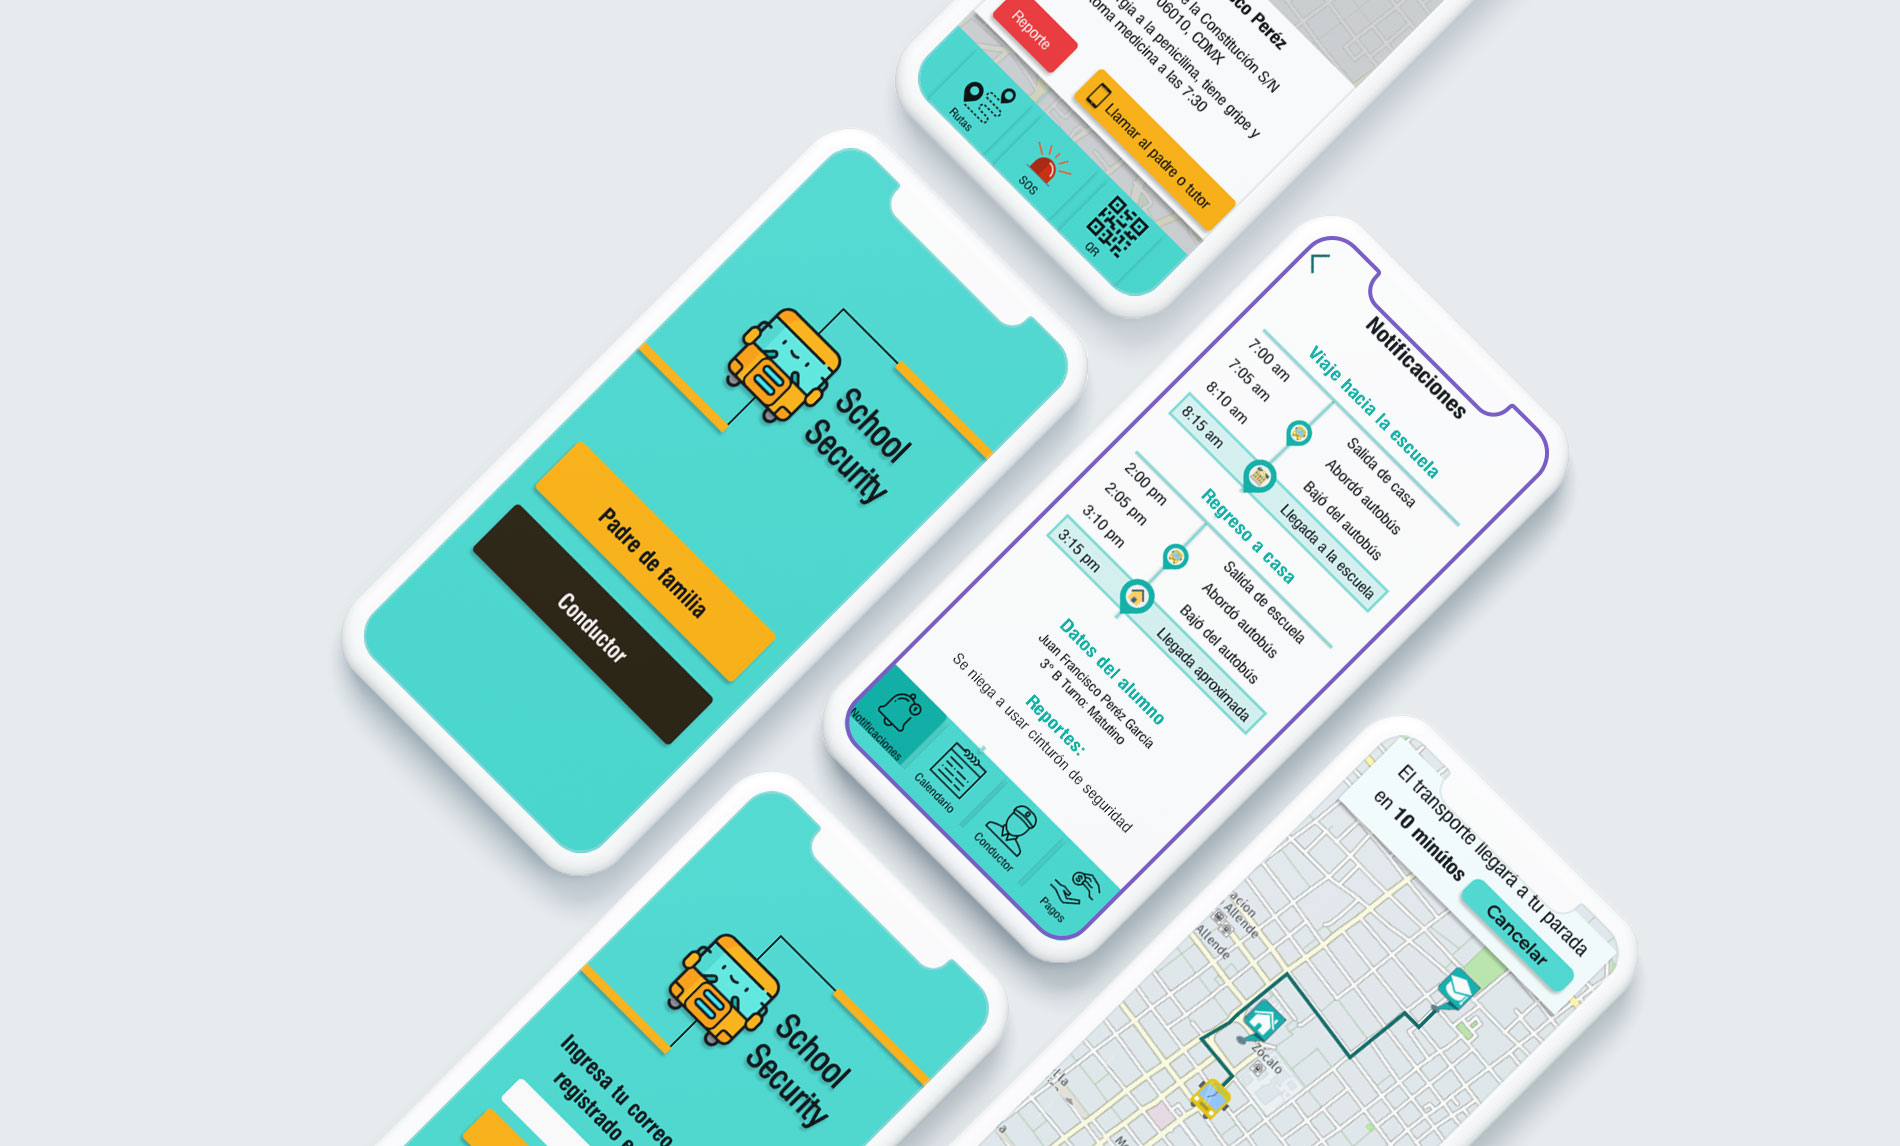 co Peréz
e la Constitución S/N
06010, CDMX
rgia a la penicilina, tiene gripe y
toma medicina a las 7:30
Reporte
Llamar al padre o tutor
Rutas
SOS
QR
School
Security
Padre de familia
Conductor
Notificaciones
Viaje hacia la escuela
7:00 am Salida de casa
7:05 am Abordó autobús
8:10 am Bajó del autobús
8:15 am Llegada a la escuela
Regreso a casa
2:00 pm Salida de escuela
2:05 pm Abordó autobús
3:10 pm Bajó del autobús
3:15 pm Llegada aproximada
Datos del alumno
Juan Francisco Peréz García
3° B Turno: Matutino
Reportes:
Se niega a usar cinturón de seguridad
Notificaciones
Calendario
Conductor
Pagos
School
Security
Ingresa tu correo
registrado e
El transporte llegará a tu parada
en 10 minútos
Cancelar
acion
Allende
Allende
Zócalo